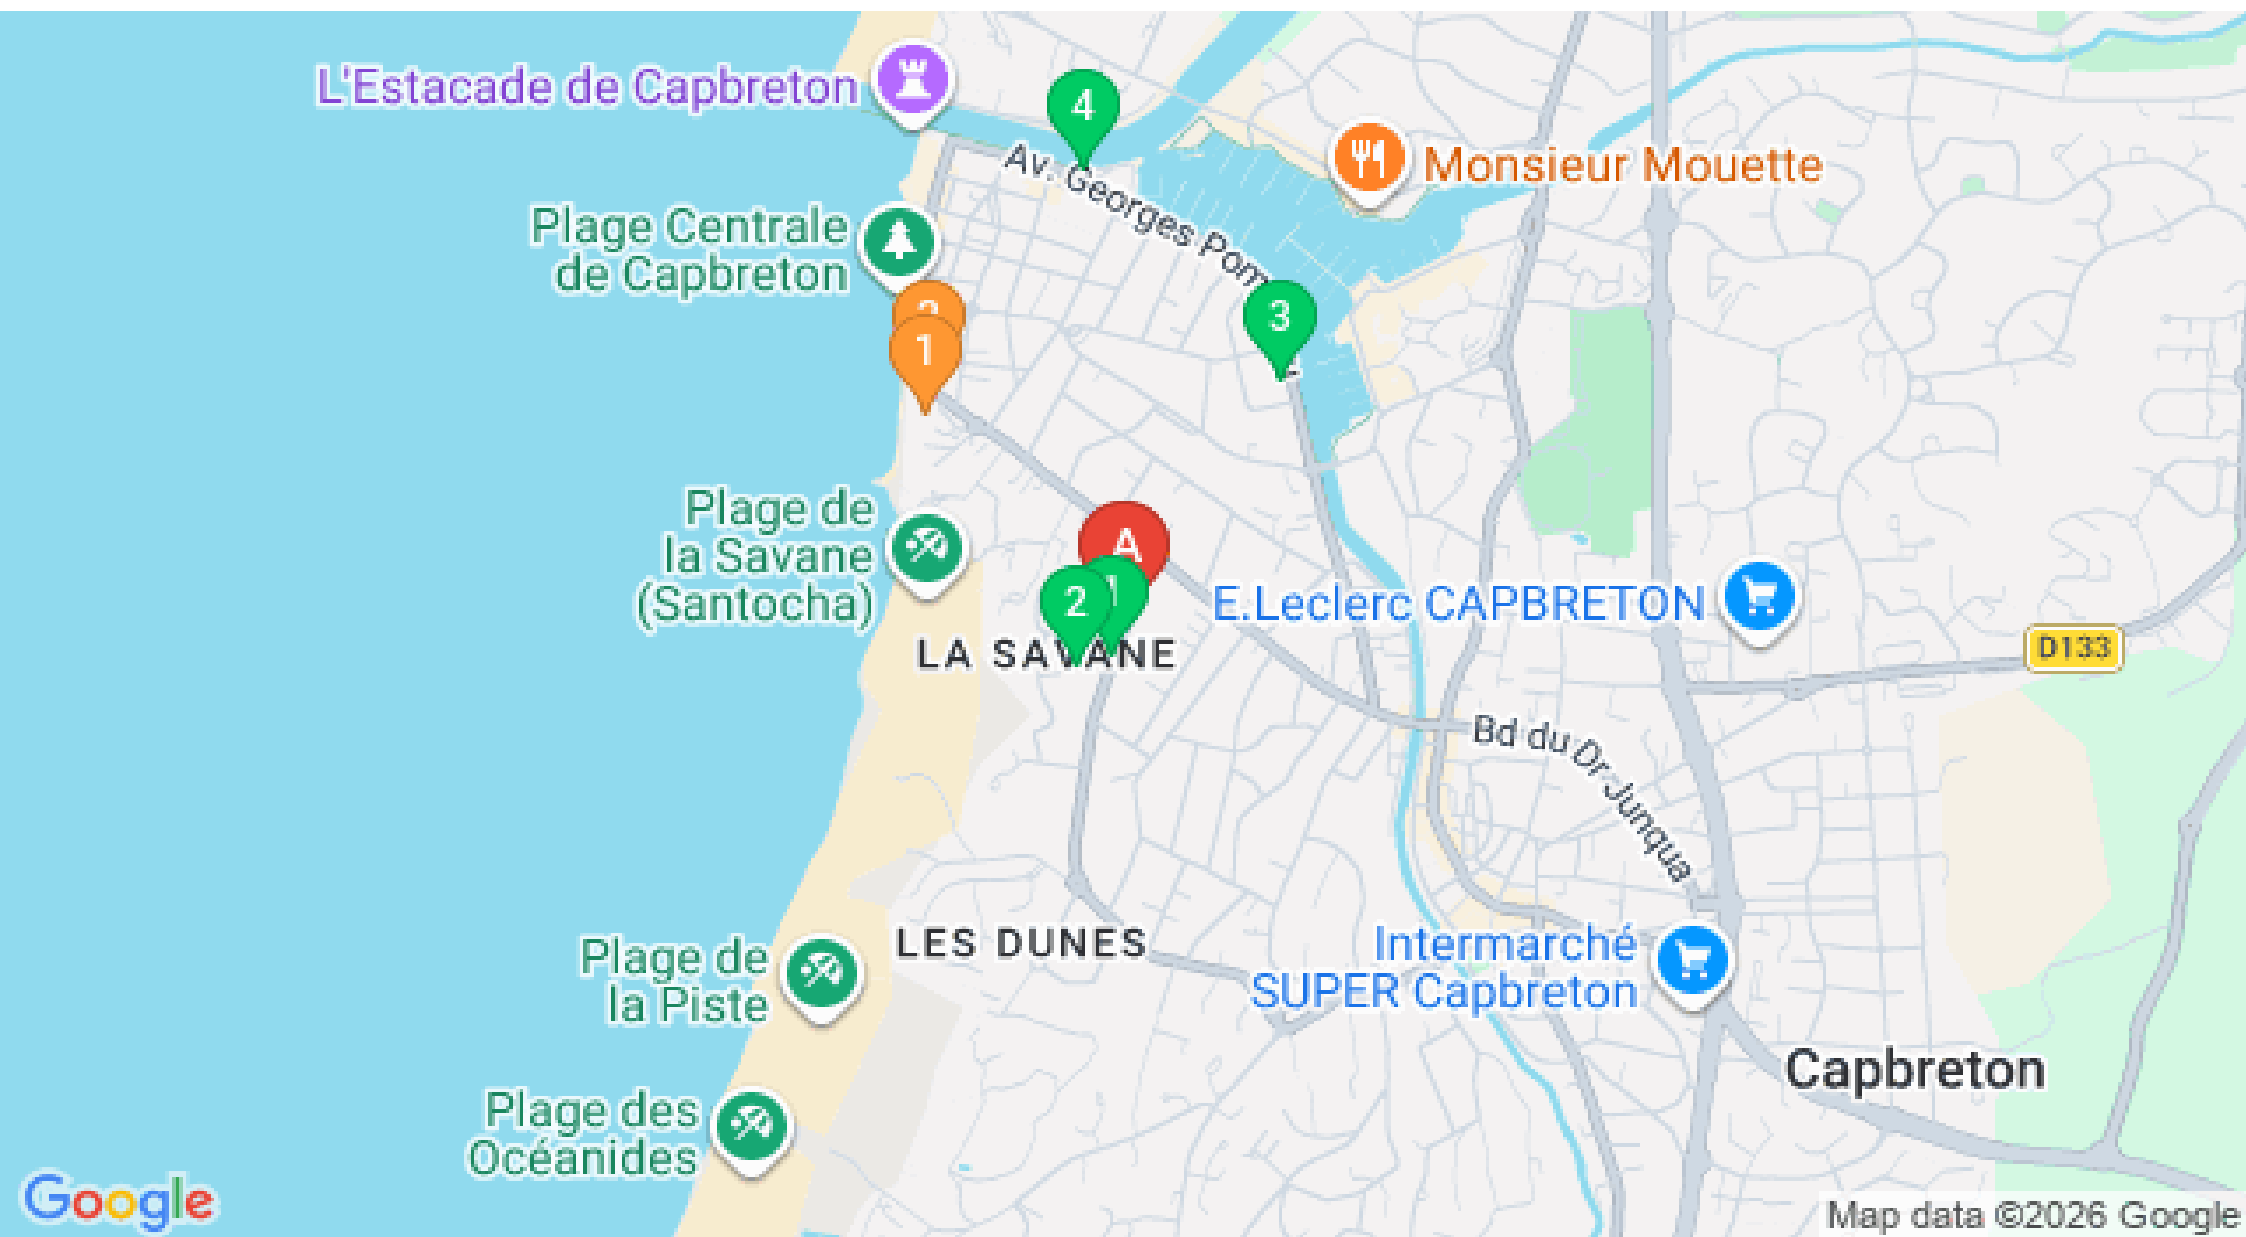 L'Estacade de Capbreton
4
Av. Georges Pom
Monsieur Mouette
Plage Centrale
de Capbreton
3
1
Plage de
la Savane
(Santocha)
A
2
1
E.Leclerc CAPBRETON
LA SAVANE
D133
Bd du Dr Junqua
LES DUNES
Plage de
la Piste
Intermarché
SUPER Capbreton
Capbreton
Plage des
Océanides
Google
Map data ©2026 Google